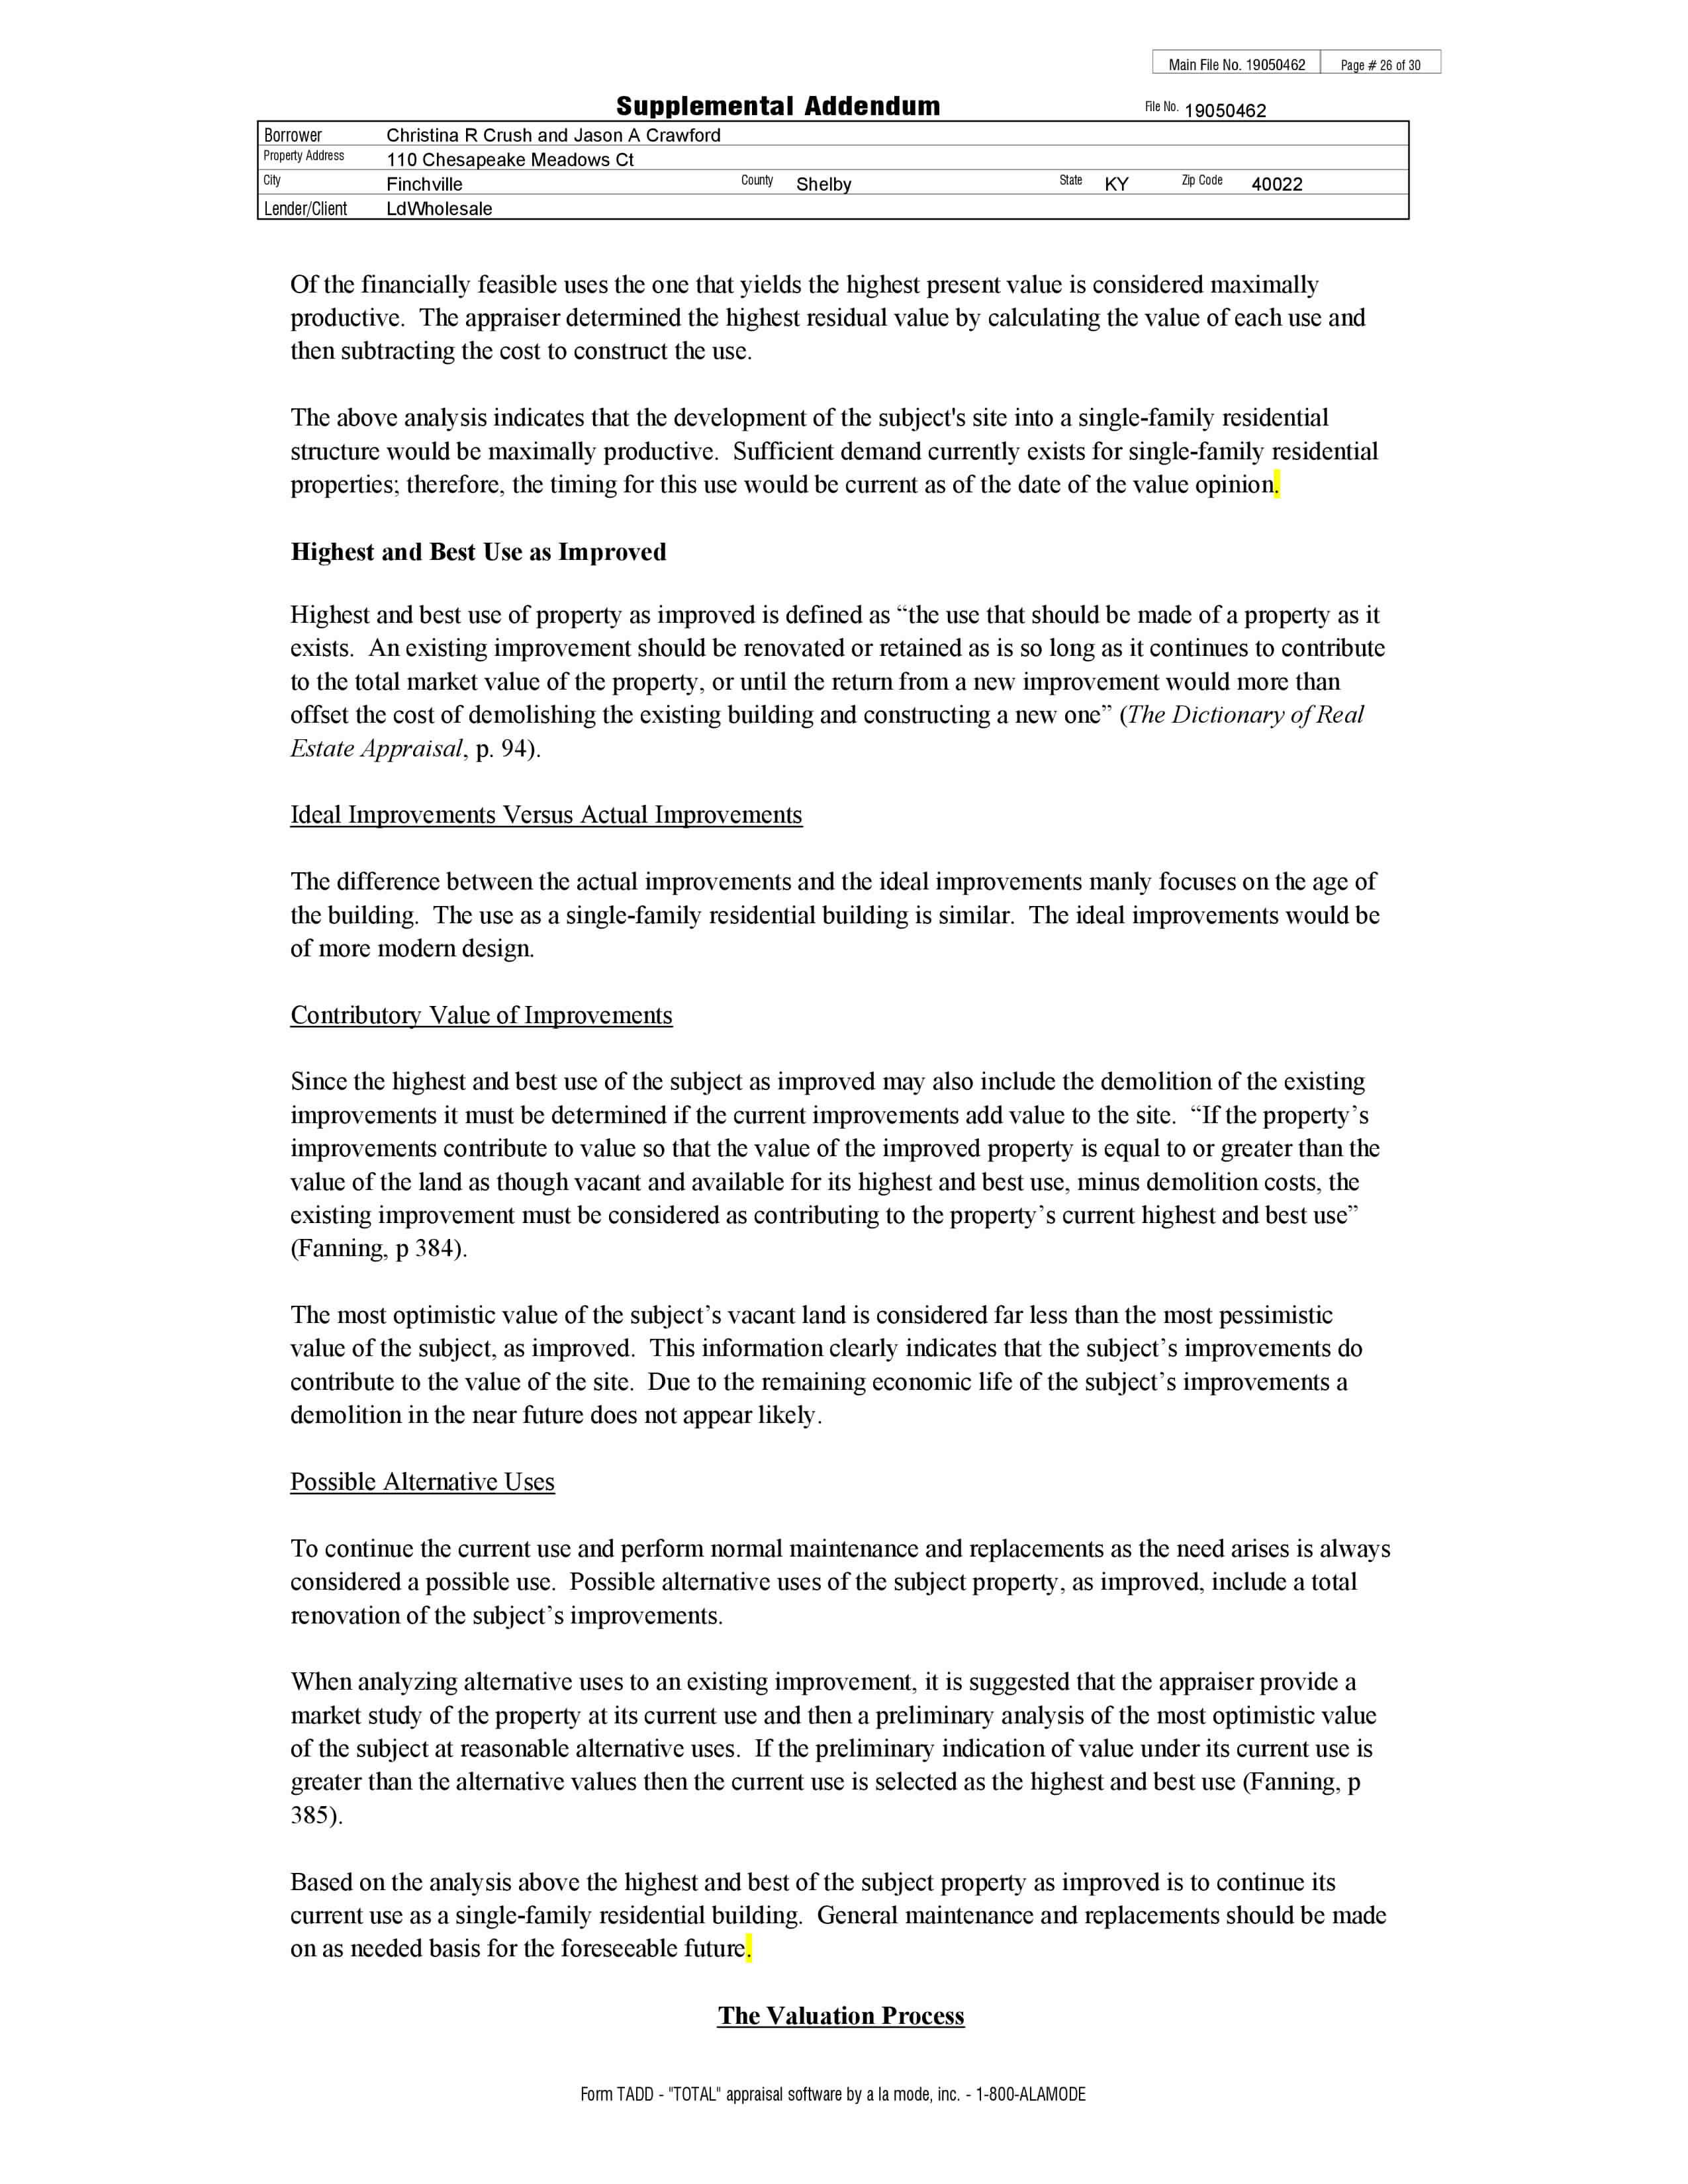 Main File No. 19050462 Page # 26 of 30
Supplemental Addendum File No. 19050462
Borrower Christina R Crush and Jason A Crawford
Property Address 110 Chesapeake Meadows Ct
City Finchville County Shelby State KY Zip Code 40022
Lender/Client LdWholesale
Of the financially feasible uses the one that yields the highest present value is considered maximally
productive. The appraiser determined the highest residual value by calculating the value of each use and
then subtracting the cost to construct the use.
The above analysis indicates that the development of the subject's site into a single-family residential
structure would be maximally productive. Sufficient demand currently exists for single-family residential
properties; therefore, the timing for this use would be current as of the date of the value opinion.
Highest and Best Use as Improved
Highest and best use of property as improved is defined as “the use that should be made of a property as it
exists. An existing improvement should be renovated or retained as is so long as it continues to contribute
to the total market value of the property, or until the return from a new improvement would more than
offset the cost of demolishing the existing building and constructing a new one” (The Dictionary of Real
Estate Appraisal, p. 94).
Ideal Improvements Versus Actual Improvements
The difference between the actual improvements and the ideal improvements manly focuses on the age of
the building. The use as a single-family residential building is similar. The ideal improvements would be
of more modern design.
Contributory Value of Improvements
Since the highest and best use of the subject as improved may also include the demolition of the existing
improvements it must be determined if the current improvements add value to the site. “If the property’s
improvements contribute to value so that the value of the improved property is equal to or greater than the
value of the land as though vacant and available for its highest and best use, minus demolition costs, the
existing improvement must be considered as contributing to the property’s current highest and best use”
(Fanning, p 384).
The most optimistic value of the subject’s vacant land is considered far less than the most pessimistic
value of the subject, as improved. This information clearly indicates that the subject’s improvements do
contribute to the value of the site. Due to the remaining economic life of the subject’s improvements a
demolition in the near future does not appear likely.
Possible Alternative Uses
To continue the current use and perform normal maintenance and replacements as the need arises is always
considered a possible use. Possible alternative uses of the subject property, as improved, include a total
renovation of the subject’s improvements.
When analyzing alternative uses to an existing improvement, it is suggested that the appraiser provide a
market study of the property at its current use and then a preliminary analysis of the most optimistic value
of the subject at reasonable alternative uses. If the preliminary indication of value under its current use is
greater than the alternative values then the current use is selected as the highest and best use (Fanning, p
385).
Based on the analysis above the highest and best of the subject property as improved is to continue its
current use as a single-family residential building. General maintenance and replacements should be made
on as needed basis for the foreseeable future.
The Valuation Process
Form TADD - "TOTAL" appraisal software by a la mode, inc. - 1-800-ALAMODE